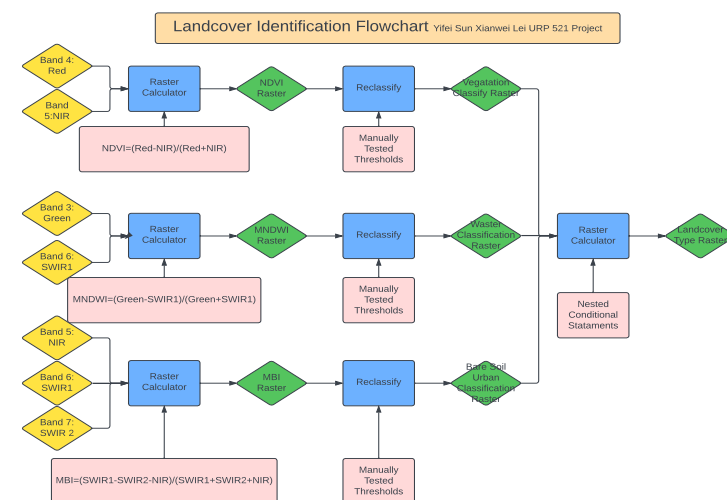 Landcover Identification Flowchart Yifei Sun Xianwei Lei URP 521 Project
Band 4:
Red
Band
5:NIR
Raster
Calculator
NDVI
Raster
Reclassify
Vegatation
Classify Raster
NDVI=(Red-NIR)/(Red+NIR)
Manually
Tested
Thresholds
Band 3:
Green
Band 6:
SWIR1
Raster
Calculator
MNDWI
Raster
Reclassify
Waster
Classification
Raster
Raster
Calculator
Landcover
Type Raster
MNDWI=(Green-SWIR1)/(Green+SWIR1)
Manually
Tested
Thresholds
Nested
Conditional
Stataments
Band 5:
NIR
Band 6:
SWIR1
Band 7:
SWIR 2
Raster
Calculator
MBI
Raster
Reclassify
Bare Soil
Urban
Classification
Raster
MBI=(SWIR1-SWIR2-NIR)/(SWIR1+SWIR2+NIR)
Manually
Tested
Thresholds